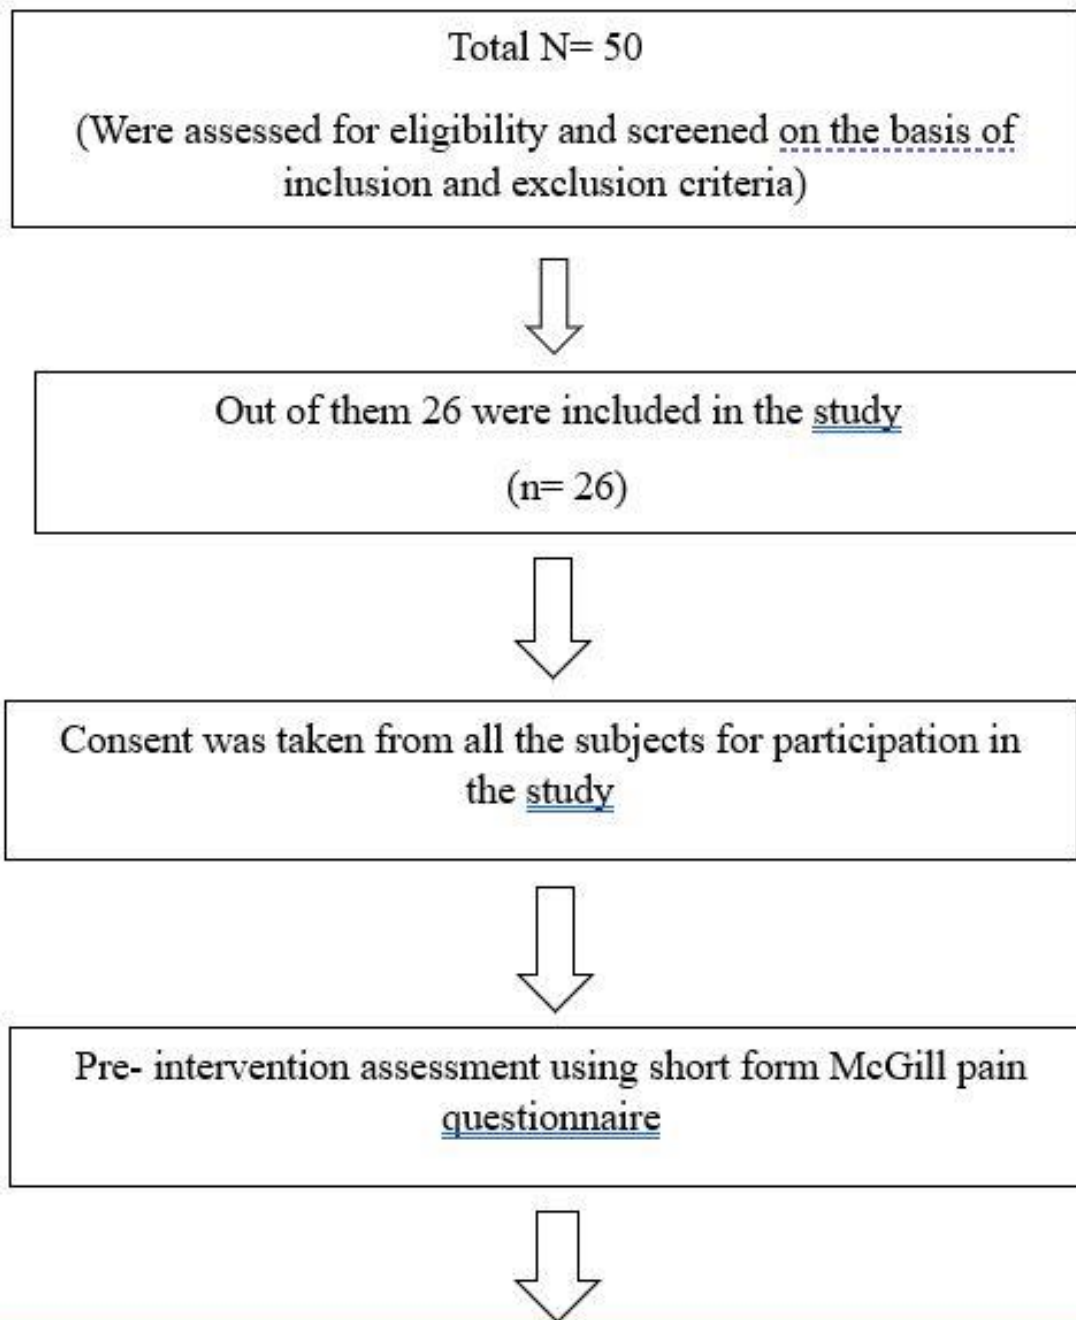 Total N= 50
(Were assessed for eligibility and screened on the basis of
inclusion and exclusion criteria)
Out of them 26 were included in the study
(n= 26)
Consent was taken from all the subjects for participation in
the study
Pre- intervention assessment using short form McGill pain
questionnaire